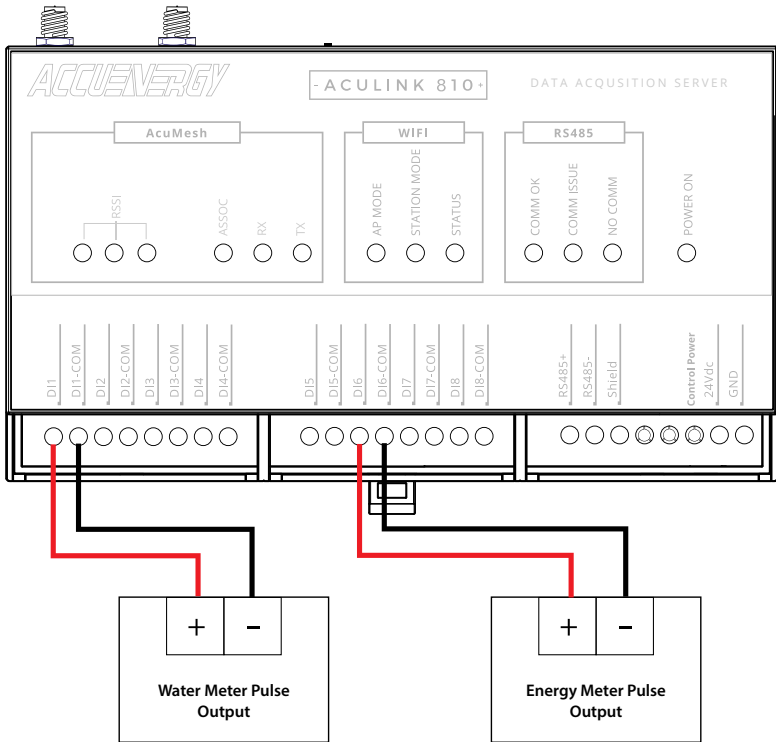 ACCUENERGY
-ACULINK 810+
DATA ACQUSITION SERVER
AcuMesh
WIFI
RS485
RSSI
ASSOC
RX
TX
AP MODE
STATION MODE
STATUS
COMM OK
COMM ISSUE
NO COMM
POWER ON
DI1
DI1-COM
DI2
DI2-COM
DI3
DI3-COM
DI4
DI4-COM
DI5
DI5-COM
DI6
DI6-COM
DI7
DI7-COM
DI8
DI8-COM
RS485+
RS485-
Shield
Control Power
24Vdc
GND
+
-
Water Meter Pulse
Output
+
-
Energy Meter Pulse
Output